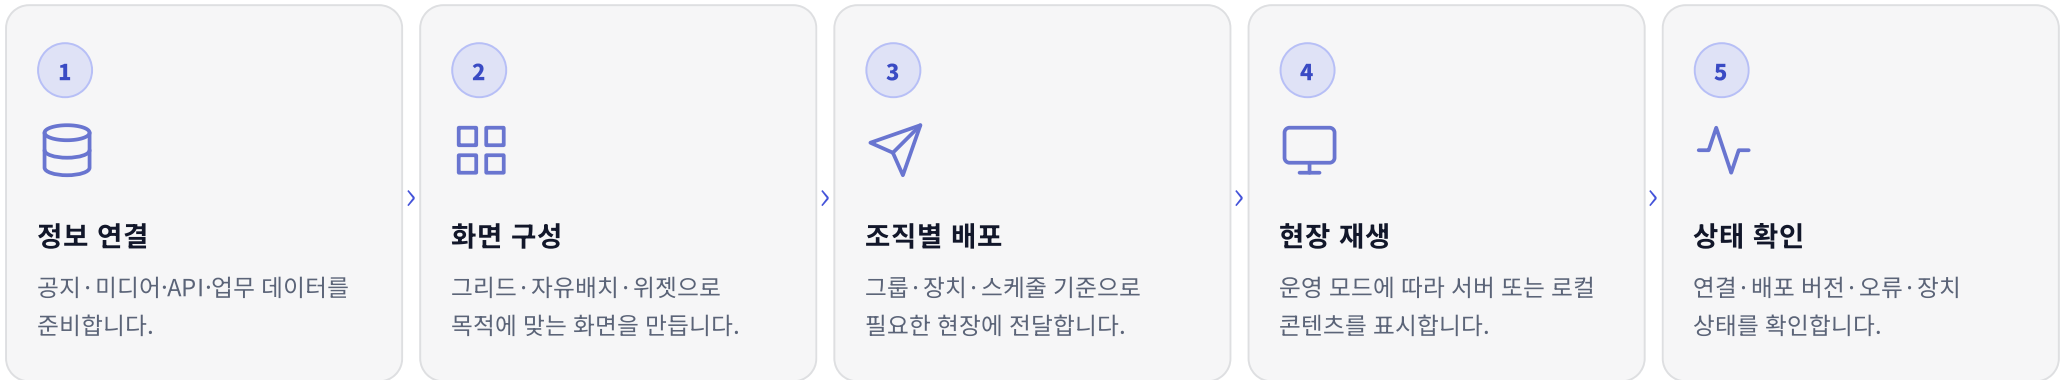 1
정보 연결
공지·미디어·API·업무 데이터를
준비합니다.
2
화면 구성
그리드·자유배치·위젯으로
목적에 맞는 화면을 만듭니다.
3
조직별 배포
그룹·장치·스케줄 기준으로
필요한 현장에 전달합니다.
4
현장 재생
운영 모드에 따라 서버 또는 로컬
콘텐츠를 표시합니다.
5
상태 확인
연결·배포 버전·오류·장치
상태를 확인합니다.